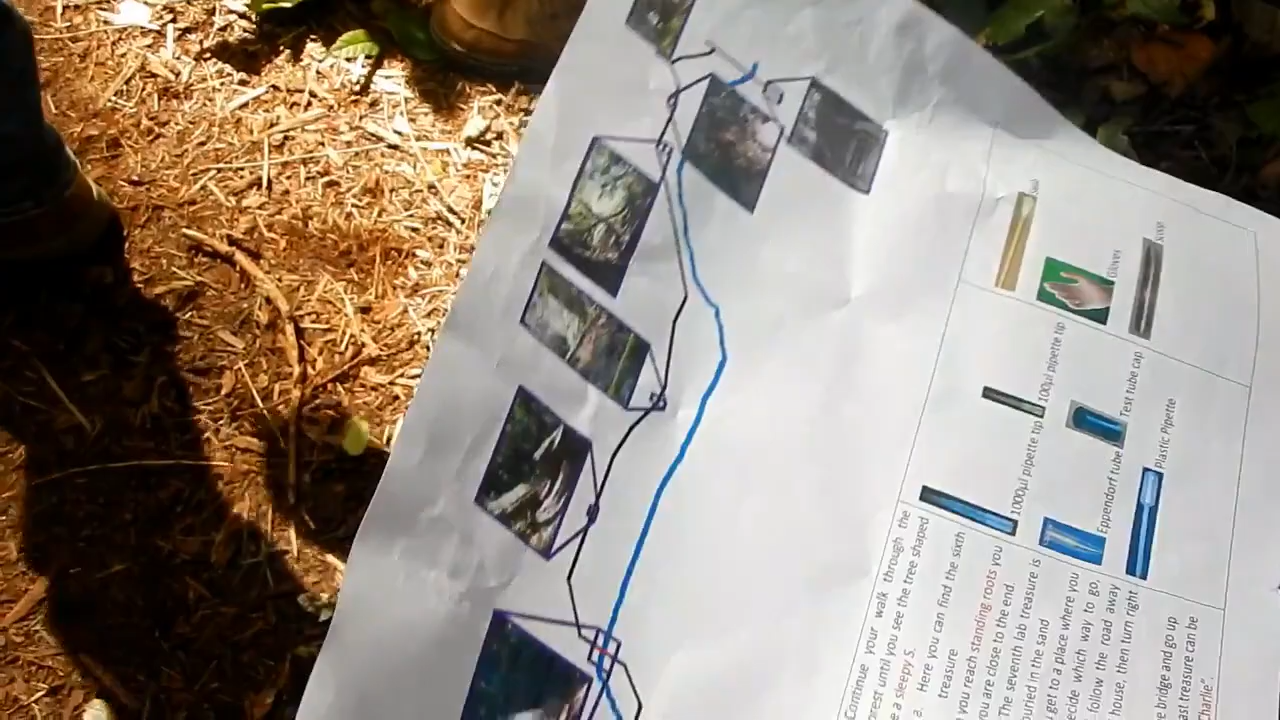 Continue your walk through the
until you see the tree shaped
e a sleepy S.
a. Here you can find the sixth
treasure
you reach standing roots you
you are close to the end.
The seventh lab treasure is
buried in the sand
get to a place where you
decide which way to go,
follow the road away
house, then turn right
bridge and go up
treasure can be
1000µl pipette tip
100µl pipette tip
Eppendorf tube
Test tube cap
Plastic Pipette
Gloves